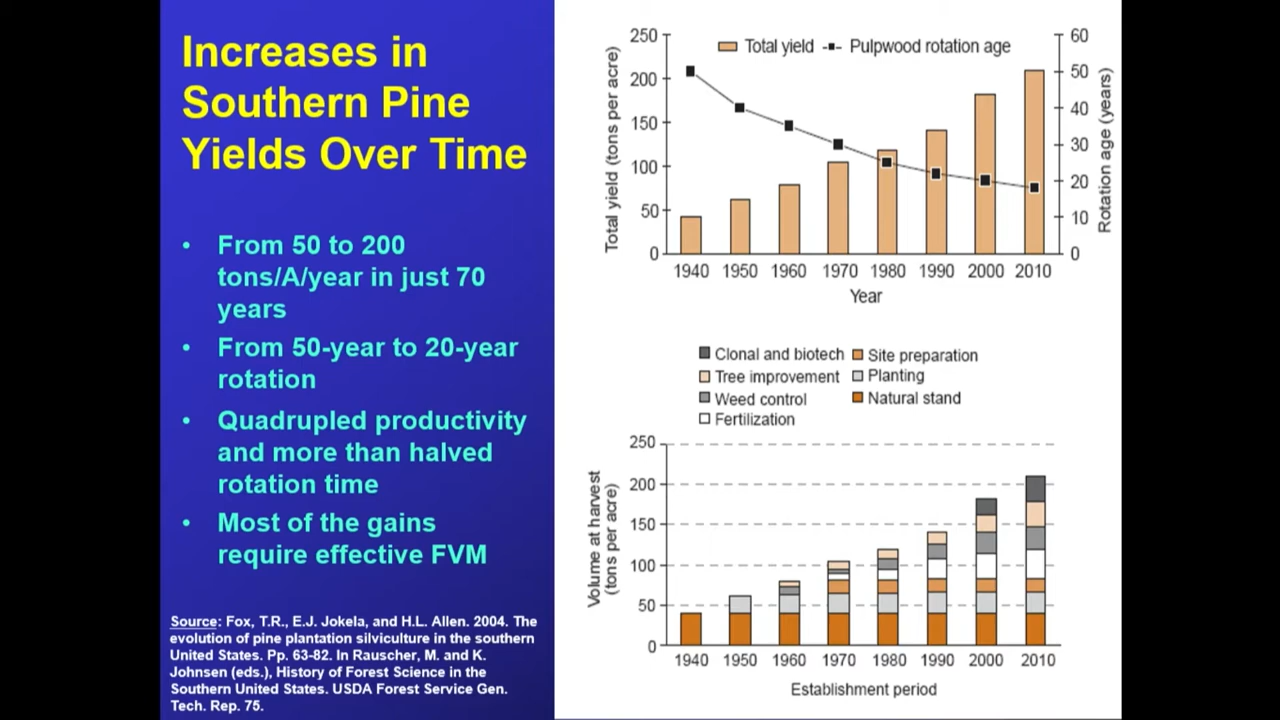 Increases in
Southern Pine
Yields Over Time
• From 50 to 200
tons/A/year in just 70
years
• From 50-year to 20-year
rotation
• Quadrupled productivity
and more than halved
rotation time
• Most of the gains
require effective FVM
Source: Fox, T.R., E.J. Jokela, and H.L. Allen. 2004. The
evolution of pine plantation silviculture in the southern
United States. Pp. 63-82. In Rauscher, M. and K.
Johnsen (eds.), History of Forest Science in the
Southern United States. USDA Forest Service Gen.
Tech. Rep. 75.
Total yield Pulpwood rotation age
Total yield (tons per acre)
250
200
150
100
50
0
60
50
40
30
20
10
0
Rotation age (years)
1940 1950 1960 1970 1980 1990 2000 2010
Year
Clonal and biotech Site preparation
Tree improvement Planting
Weed control Natural stand
Fertilization
Volume at harvest
(tons per acre)
250
200
150
100
50
0
1940 1950 1960 1970 1980 1990 2000 2010
Establishment period